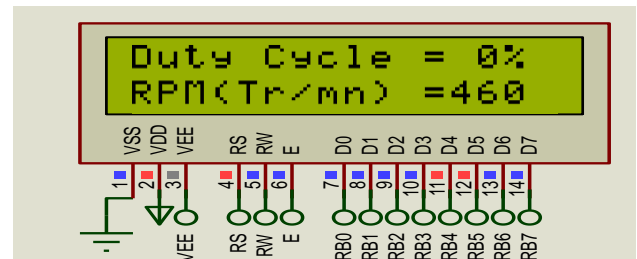 Duty Cycle = 0%
RPM(Tr/mn) =460
VSS VDD VEE RS RW E D0 D1 D2 D3 D4 D5 D6 D7
1 2 3 4 5 6 7 8 9 10 11 12 13 14
VEE RS RW E RB0 RB1 RB2 RB3 RB4 RB5 RB6 RB7